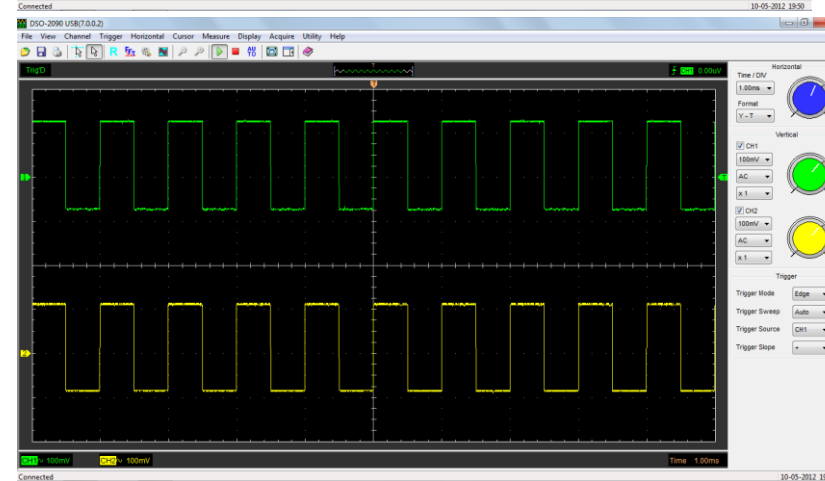 Connected 10-05-2012 19:50
DSO-2090 USB(7.0.0.2)
File View Channel Trigger Horizontal Cursor Measure Display Acquire Utility Help
Trig'D T CH1 0.00uV
T
1 T
2
CH1 ~ 100mV CH2 ~ 100mV Time 1.00ms
Horizontal
Time / DIV
1.00ms
Format
Y - T
Vertical
CH1
100mV
AC
x 1
CH2
100mV
AC
x 1
Trigger
Trigger Mode Edge
Trigger Sweep Auto
Trigger Source CH1
Trigger Slope +
Connected 10-05-2012 19